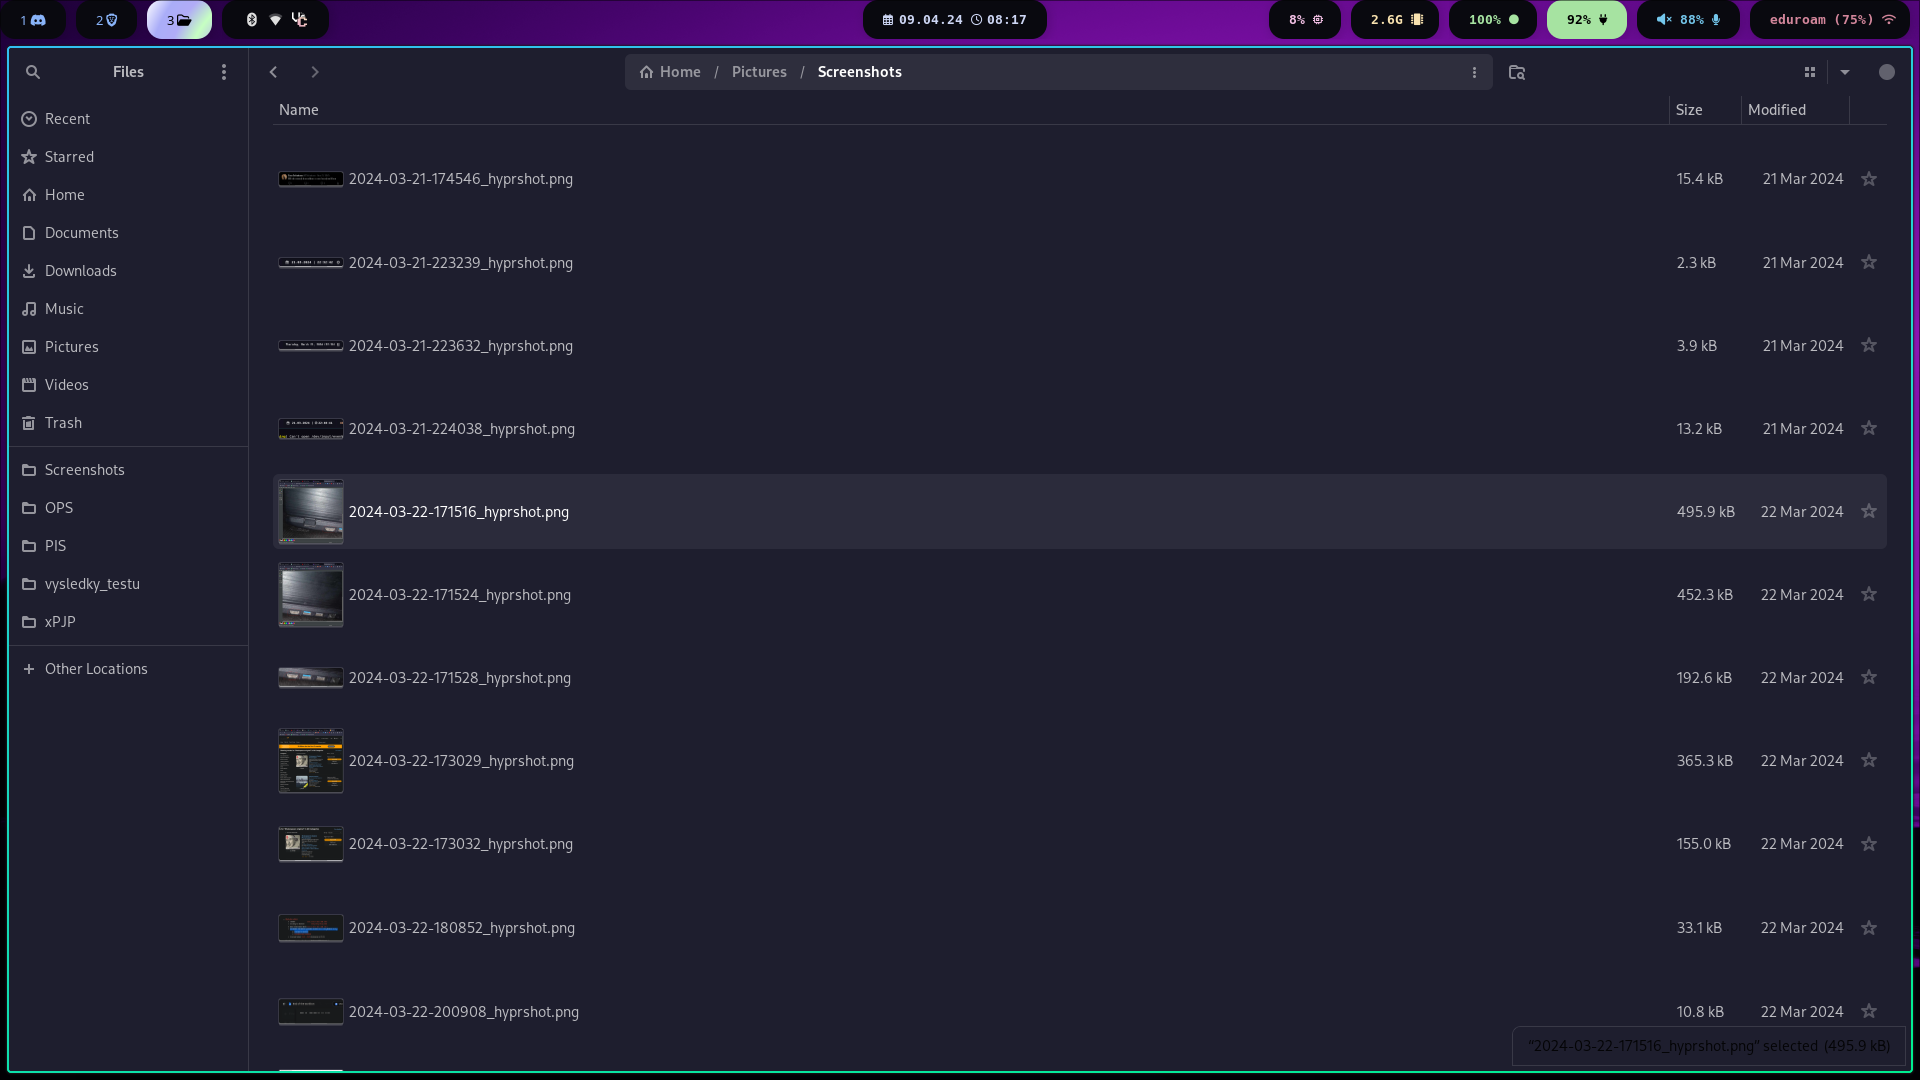 1 2 3 09.04.24 08:17 8% 2.6G 100% 92% 88% eduroam (75%)
Files Home / Pictures / Screenshots
Name Size Modified
Recent
Starred
Home
Documents
Downloads
Music
Pictures
Videos
Trash
Screenshots
OPS
PIS
vysledky_testu
xPJP
Other Locations
2024-03-21-174546_hyprshot.png 15.4 kB 21 Mar 2024
2024-03-21-223239_hyprshot.png 2.3 kB 21 Mar 2024
2024-03-21-223632_hyprshot.png 3.9 kB 21 Mar 2024
2024-03-21-224038_hyprshot.png 13.2 kB 21 Mar 2024
2024-03-22-171516_hyprshot.png 495.9 kB 22 Mar 2024
2024-03-22-171524_hyprshot.png 452.3 kB 22 Mar 2024
2024-03-22-171528_hyprshot.png 192.6 kB 22 Mar 2024
2024-03-22-173029_hyprshot.png 365.3 kB 22 Mar 2024
2024-03-22-173032_hyprshot.png 155.0 kB 22 Mar 2024
2024-03-22-180852_hyprshot.png 33.1 kB 22 Mar 2024
2024-03-22-200908_hyprshot.png 10.8 kB 22 Mar 2024
"2024-03-22-171516_hyprshot.png" selected (495.9 kB)